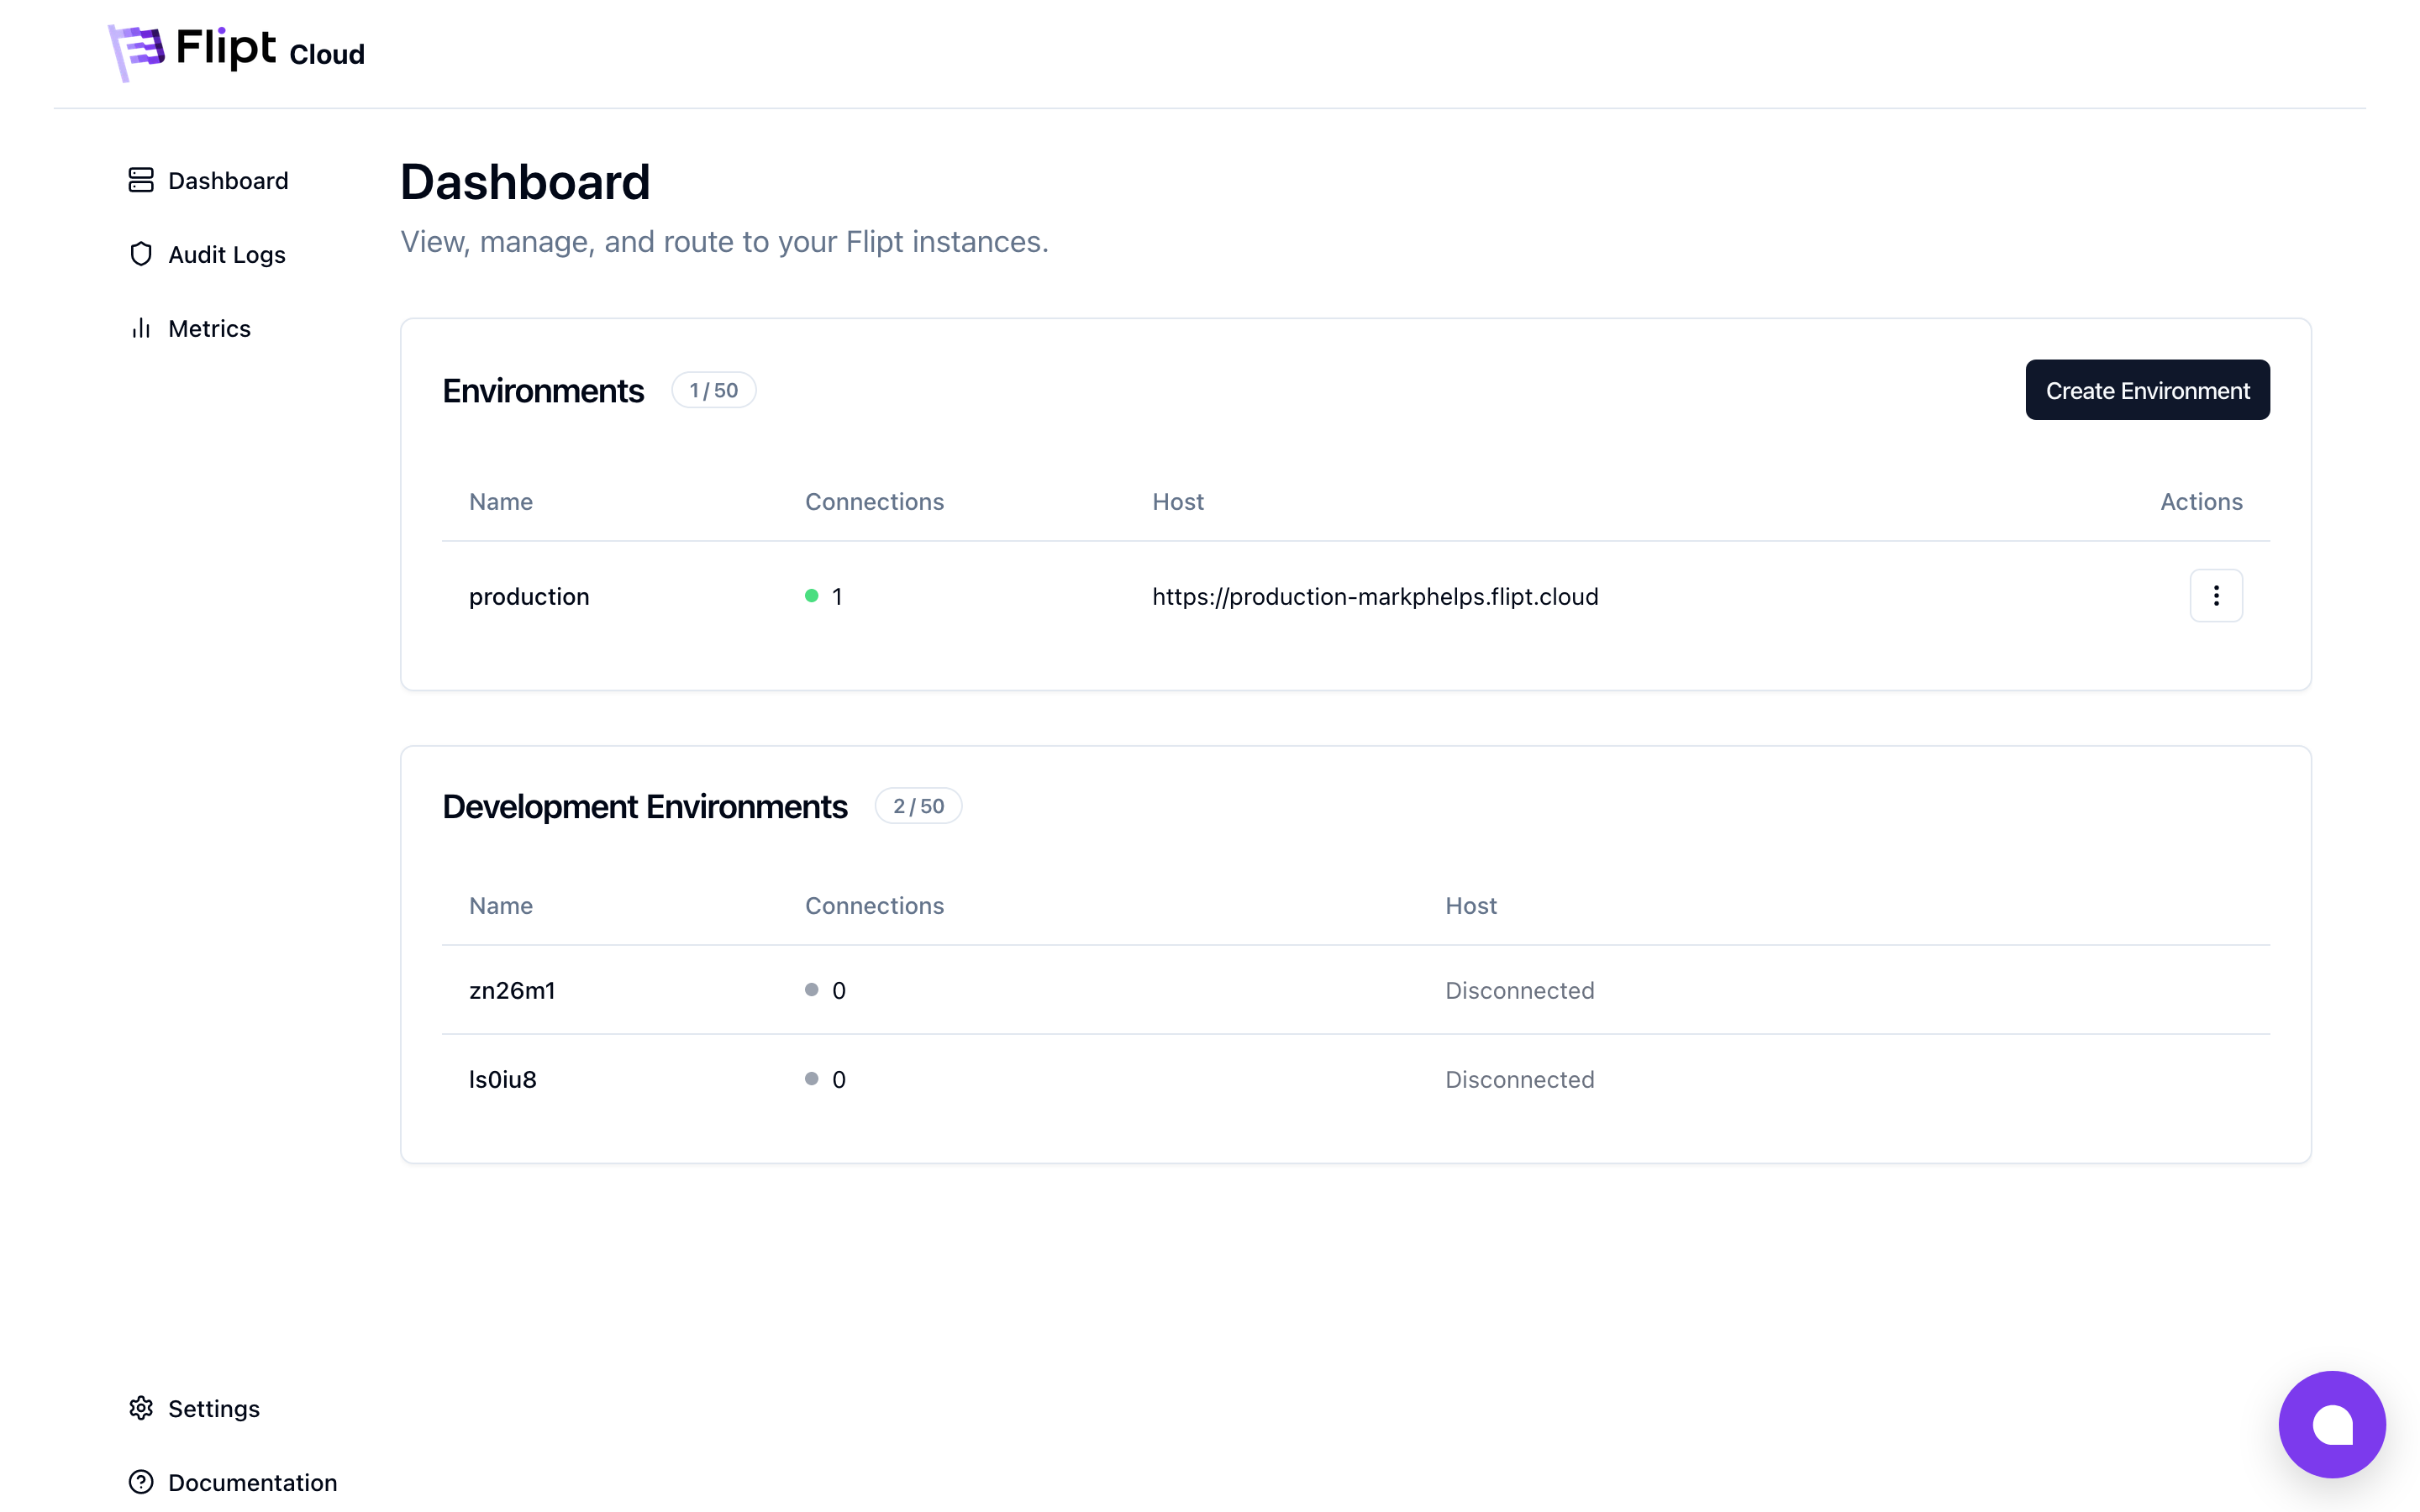 Flipt Cloud
Dashboard
Audit Logs
Metrics
Dashboard
View, manage, and route to your Flipt instances.
Environments 1 / 50 Create Environment
Name Connections Host Actions
production 1 https://production-markphelps.flipt.cloud
Development Environments 2 / 50
Name Connections Host
zn26m1 0 Disconnected
ls0iu8 0 Disconnected
Settings
Documentation